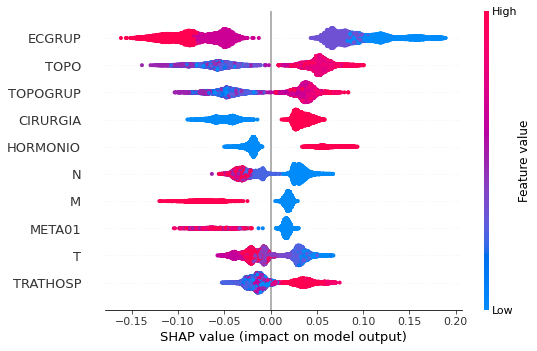 High
ECGRUP
TOPO
TOPOGRUP
CIRURGIA
HORMONIO
N
M
META01
T
TRATHOSP
Feature value
Low
−0.15 −0.10 −0.05 0.00 0.05 0.10 0.15 0.20
SHAP value (impact on model output)